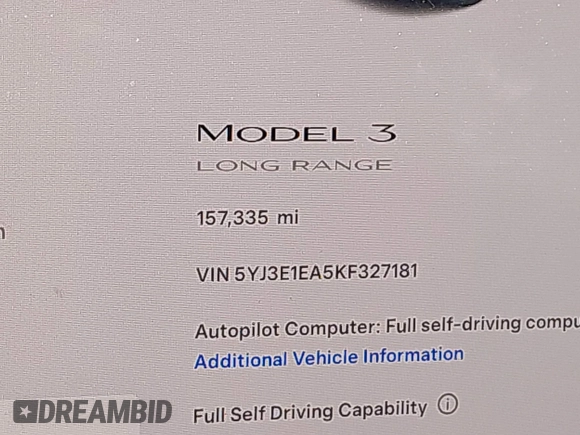 MODEL 3
LONG RANGE
157,335 mi
VIN 5YJ3E1EA5KF327181
Autopilot Computer: Full self-driving compu
Additional Vehicle Information
Full Self Driving Capability
DREAMBID